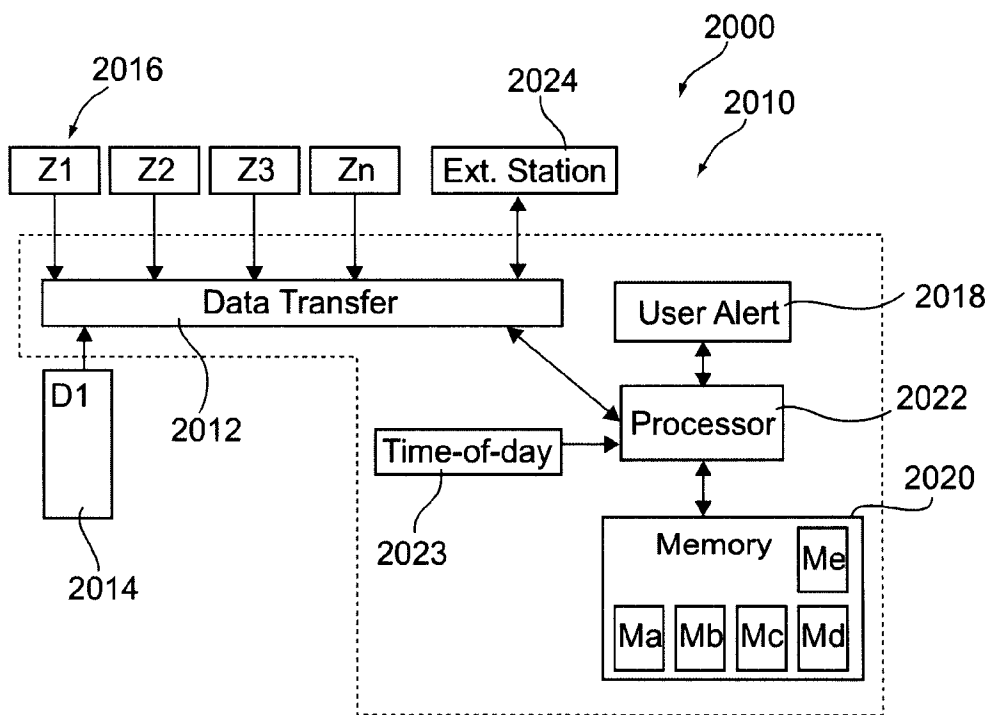 2000
2016
2024
2010
Z1
Z2
Z3
Zn
Ext. Station
Data Transfer
User Alert
2018
D1
2012
Processor
2022
Time-of-day
2023
2020
Memory
Me
Ma
Mb
Mc
Md
2014